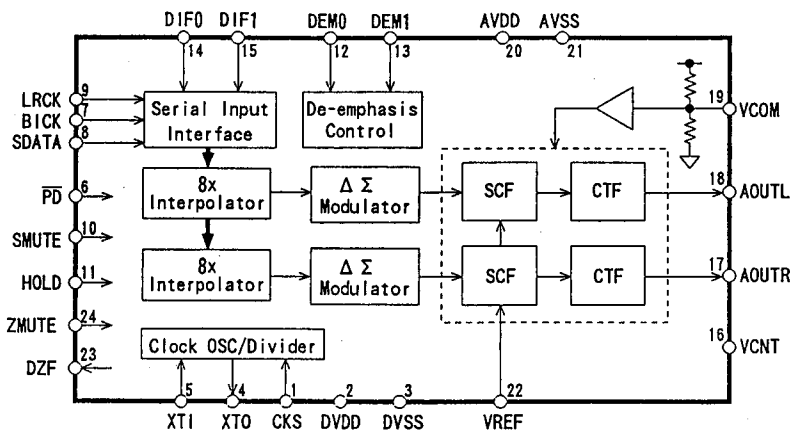 DIF0 DIF1 DEM0 DEM1 AVDD AVSS
14 15 12 13 20 21
LRCK 9
BICK 7
SDATA 8
Serial Input
Interface
De-emphasis
Control
19 VCOM
PD 6
8x
Interpolator
ΔΣ
Modulator
SCF
CTF
18 AOUTL
SMUTE 10
HOLD 11
8x
Interpolator
ΔΣ
Modulator
SCF
CTF
17 AOUTR
ZMUTE 24
DZF 23
Clock OSC/Divider
16 VCNT
5 4 1 2 3 22
XTI XTO CKS DVDD DVSS VREF